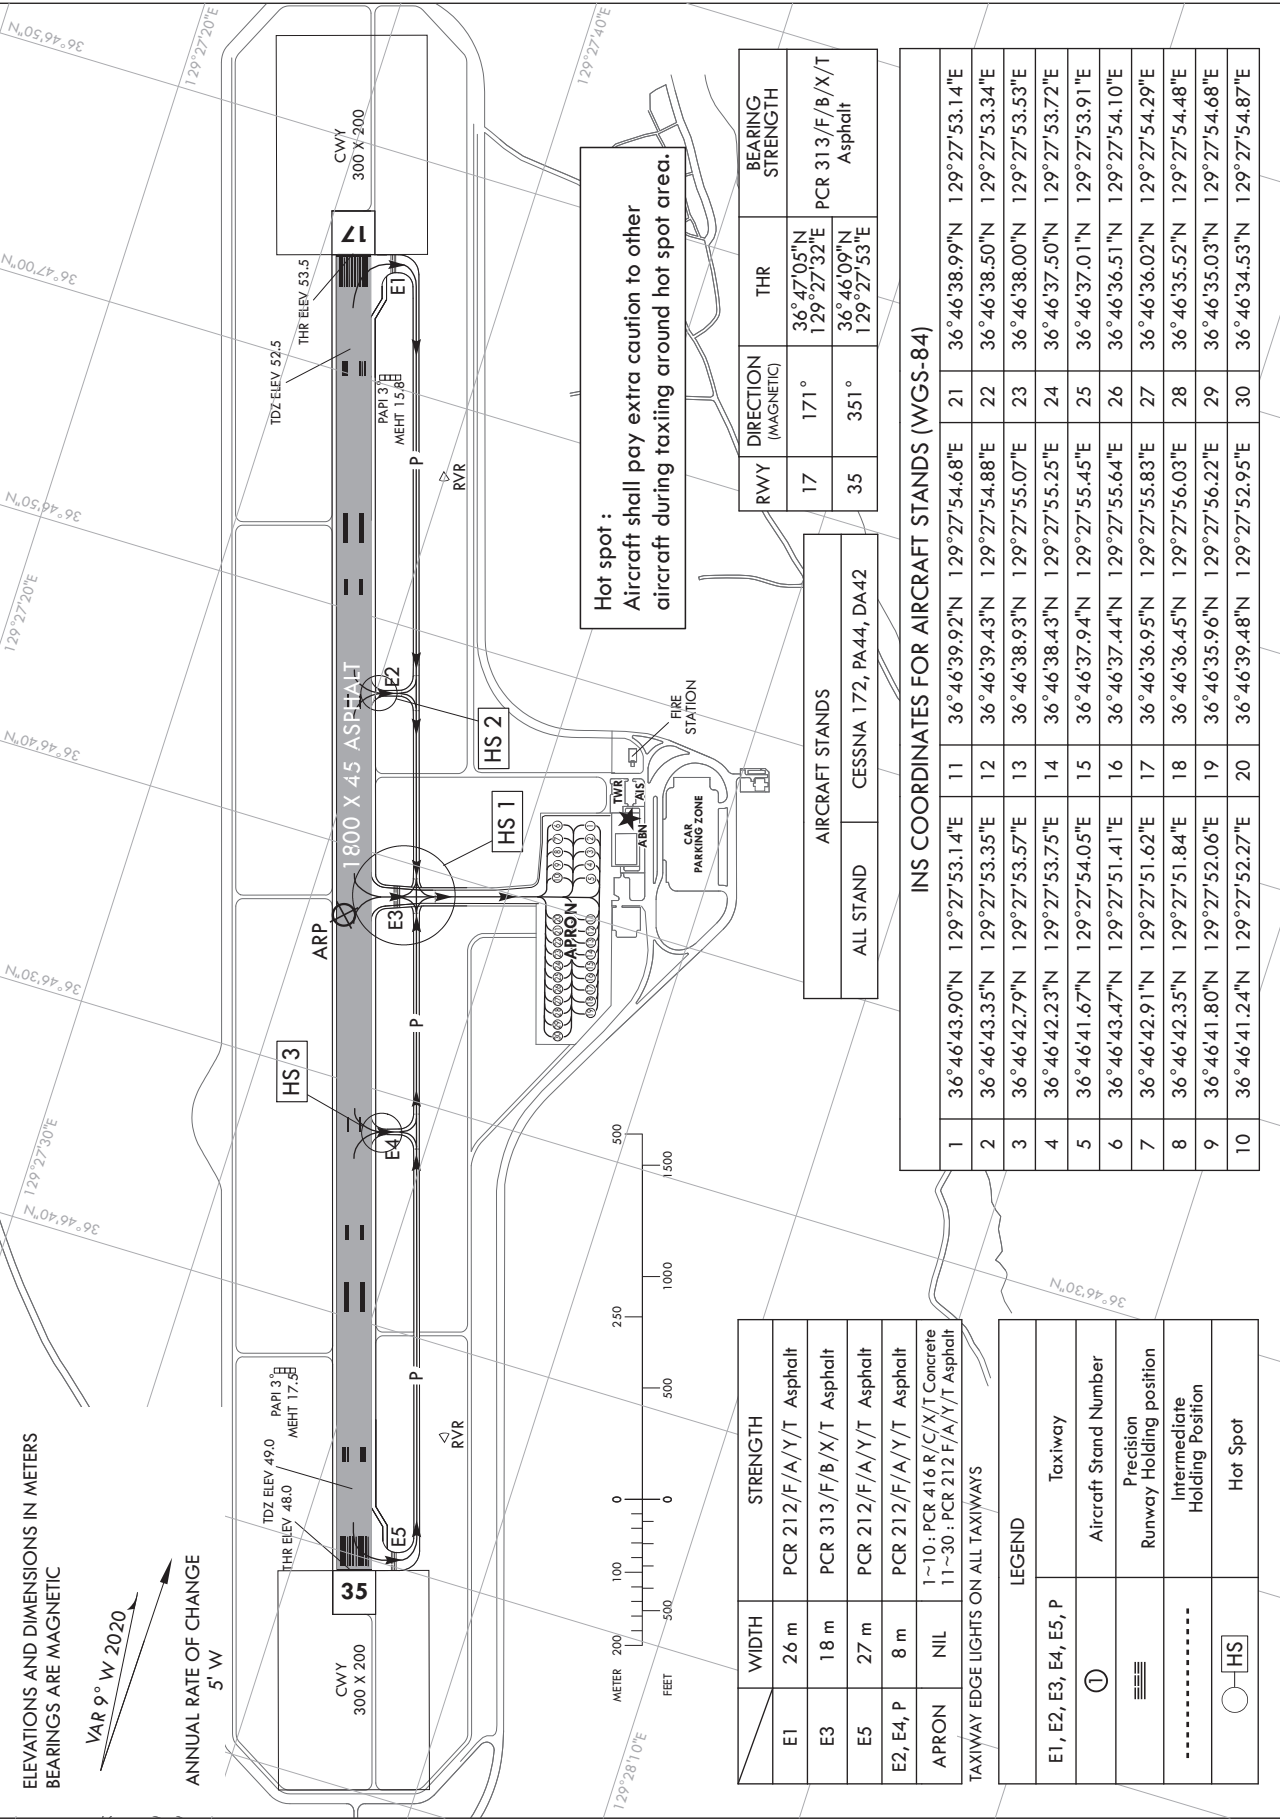 ELEVATIONS AND DIMENSIONS IN METERS
BEARINGS ARE MAGNETIC
VAR 9° W 2020
ANNUAL RATE OF CHANGE
5' W
36°46'40"N
129°27'30"E
36°46'30"N
36°46'40"N
129°27'20"E
36°46'50"N
36°47'00"N
36°46'50"N
129°27'20"E
129°27'40"E
129°28'10"E
36°46'30"N
CWY
300 X 200
35
THR ELEV 48.0
TDZ ELEV 49.0
PAPI 3°
MEHT 17.5
HS 3
ARP
1800 X 45 ASPHALT
TDZ ELEV 52.5
THR ELEV 53.5
PAPI 3°
MEHT 15.8
17
CWY
300 X 200
E5
P
E4
P
E3
E2
P
E1
RVR
HS 1
HS 2
RVR
APRON
TWR
AIS
ABN
FIRE
STATION
CAR
PARKING ZONE
Hot spot :
Aircraft shall pay extra caution to other
aircraft during taxiing around hot spot area.
METER 200 100 0 250 500
FEET 500 0 500 1000 1500
WIDTH STRENGTH
E1 26 m PCR 212/F/A/Y/T Asphalt
E3 18 m PCR 313/F/B/X/T Asphalt
E5 27 m PCR 212/F/A/Y/T Asphalt
E2, E4, P 8 m PCR 212/F/A/Y/T Asphalt
APRON NIL 1~10 : PCR 416 R/C/X/T Concrete
11~30 : PCR 212 F/A/Y/T Asphalt
TAXIWAY EDGE LIGHTS ON ALL TAXIWAYS
LEGEND
E1, E2, E3, E4, E5, P Taxiway
1 Aircraft Stand Number
Precision
Runway Holding position
Intermediate
Holding Position
HS Hot Spot
AIRCRAFT STANDS
ALL STAND CESSNA 172, PA44, DA42
RWY DIRECTION (MAGNETIC) THR BEARING STRENGTH
17 171° 36°47'05"N 129°27'32"E PCR 313/F/B/X/T Asphalt
35 351° 36°46'09"N 129°27'53"E
INS COORDINATES FOR AIRCRAFT STANDS (WGS-84)
1 36°46'43.90"N 129°27'53.14"E 11 36°46'39.92"N 129°27'54.68"E 21 36°46'38.99"N 129°27'53.14"E
2 36°46'43.35"N 129°27'53.35"E 12 36°46'39.43"N 129°27'54.88"E 22 36°46'38.50"N 129°27'53.34"E
3 36°46'42.79"N 129°27'53.57"E 13 36°46'38.93"N 129°27'55.07"E 23 36°46'38.00"N 129°27'53.53"E
4 36°46'42.23"N 129°27'53.75"E 14 36°46'38.43"N 129°27'55.25"E 24 36°46'37.50"N 129°27'53.72"E
5 36°46'41.67"N 129°27'54.05"E 15 36°46'37.94"N 129°27'55.45"E 25 36°46'37.01"N 129°27'53.91"E
6 36°46'43.47"N 129°27'51.41"E 16 36°46'37.44"N 129°27'55.64"E 26 36°46'36.51"N 129°27'54.10"E
7 36°46'42.91"N 129°27'51.62"E 17 36°46'36.95"N 129°27'55.83"E 27 36°46'36.02"N 129°27'54.29"E
8 36°46'42.35"N 129°27'51.84"E 18 36°46'36.45"N 129°27'56.03"E 28 36°46'35.52"N 129°27'54.48"E
9 36°46'41.80"N 129°27'52.06"E 19 36°46'35.96"N 129°27'56.22"E 29 36°46'35.03"N 129°27'54.68"E
10 36°46'41.24"N 129°27'52.27"E 20 36°46'39.48"N 129°27'52.95"E 30 36°46'34.53"N 129°27'54.87"E